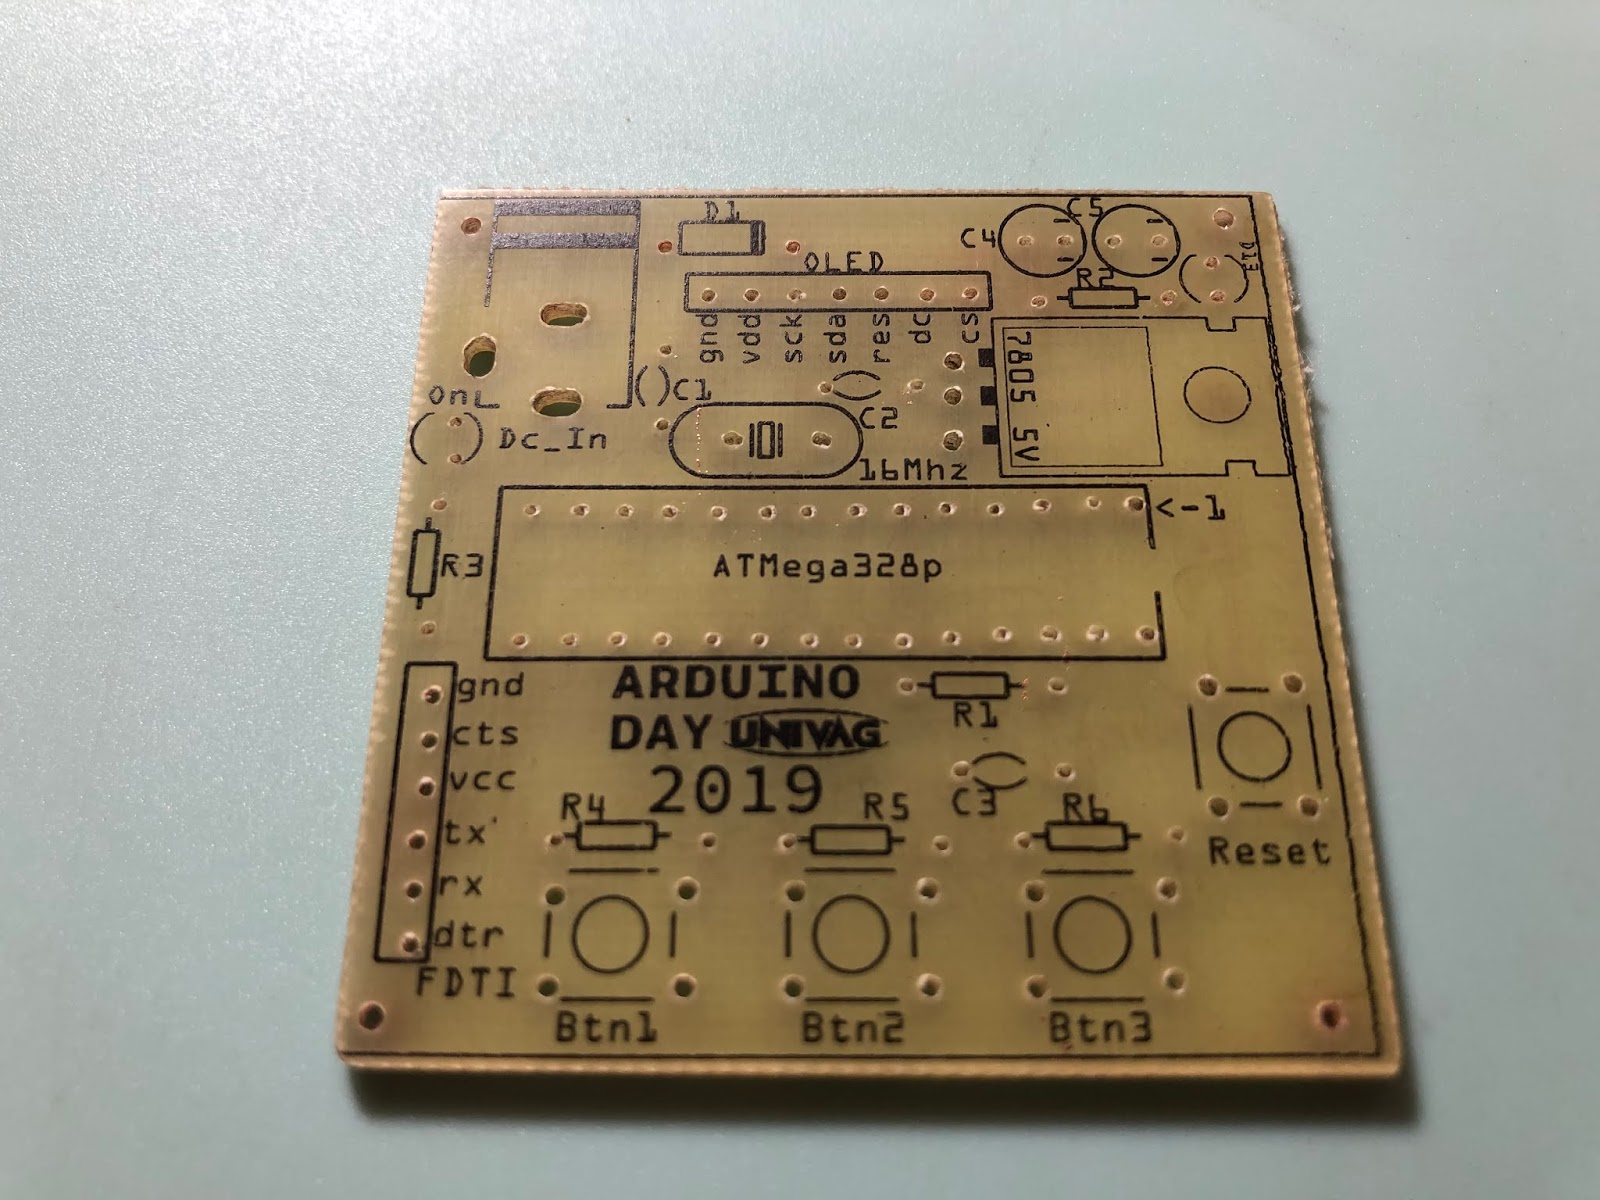 D1
C4
C5
OLED
R2
D13
gnd
vdd
sck
sda
res
dc
cs
7805 5V
On
C1
C2
Dc_In
16Mhz
<-1
ATMega328p
R3
ARDUINO
DAY UNIVAG
2019
R1
C3
gnd
cts
vcc
tx
rx
dtr
FDTI
R4
R5
R6
Reset
Btn1
Btn2
Btn3